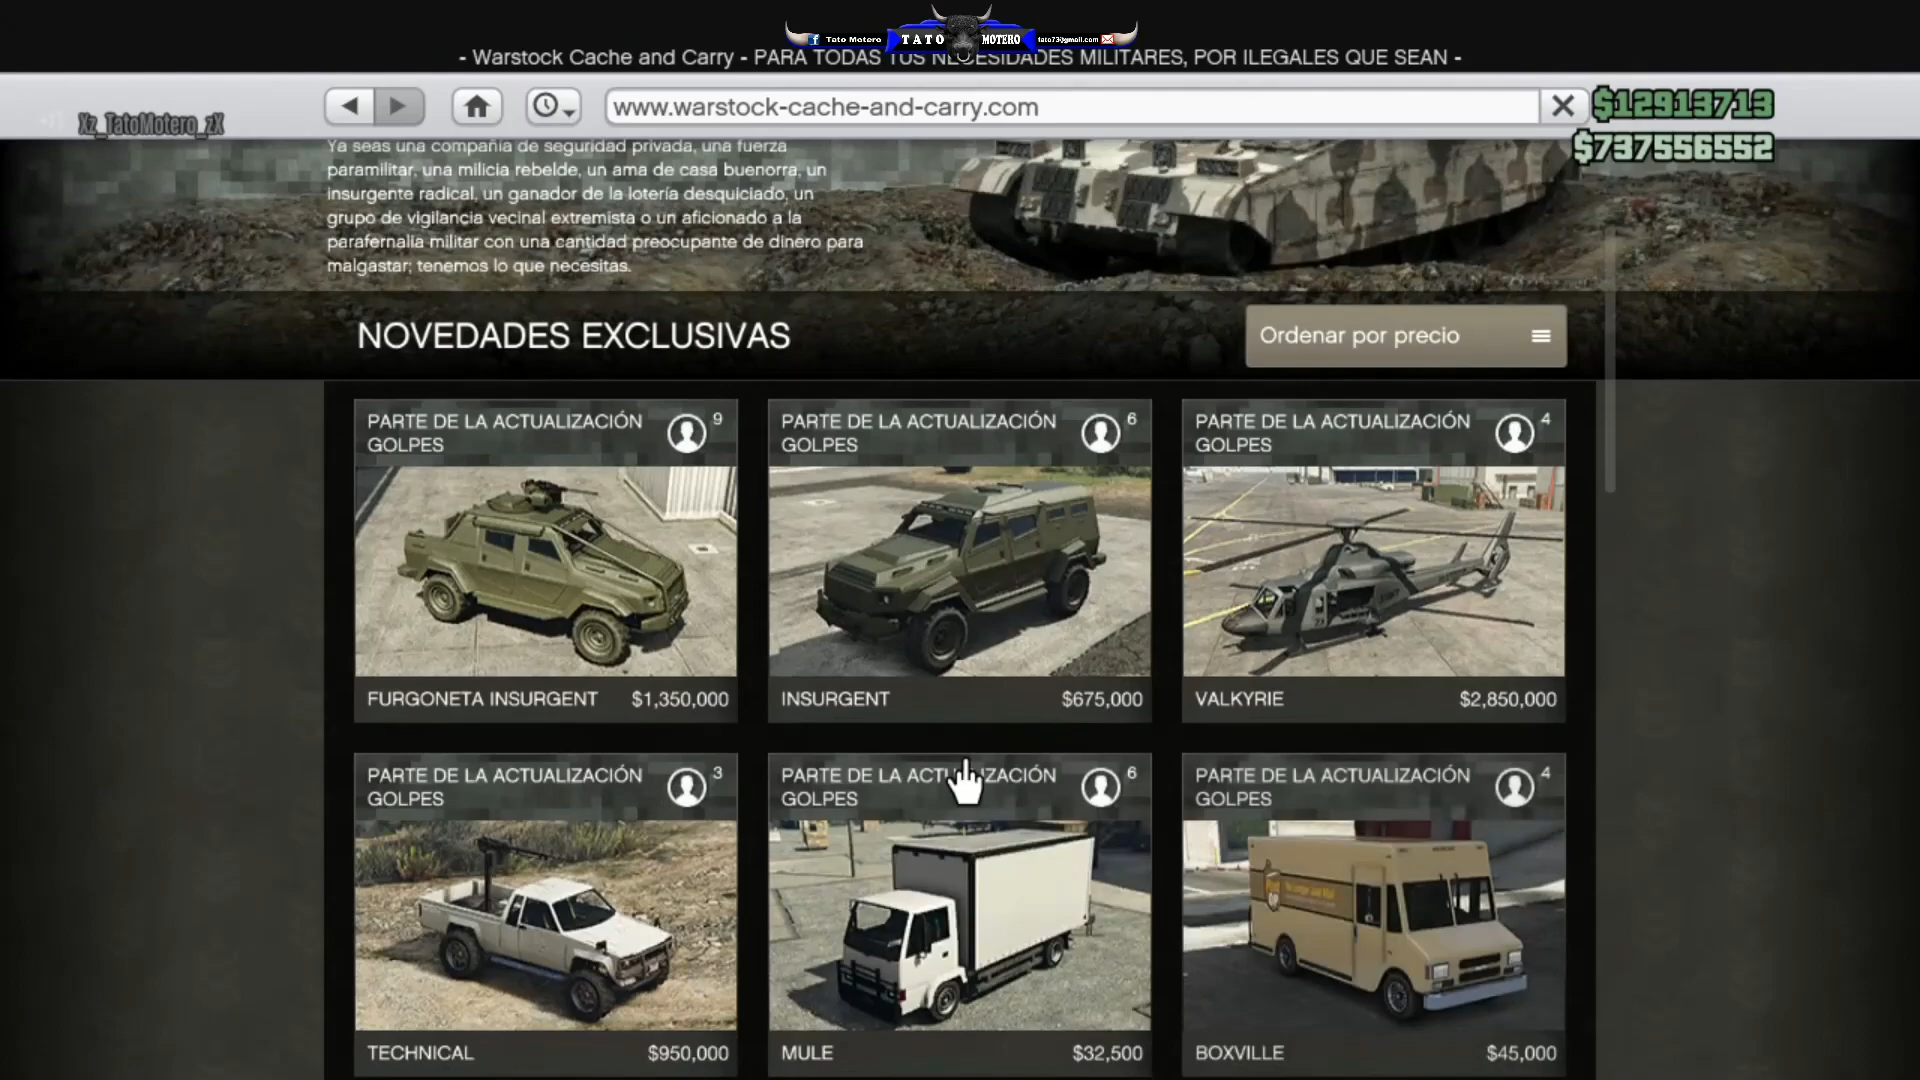 Tato Motero TATO MOTERO tato73@gmail.com
- Warstock Cache and Carry - PARA TODAS TUS NECESIDADES MILITARES, POR ILEGALES QUE SEAN -
Xz_TatoMotero_zX
www.warstock-cache-and-carry.com
$12913713
$737556552
Ya seas una compañía de seguridad privada, una fuerza
paramilitar, una milicia rebelde, un ama de casa buenorra, un
insurgente radical, un ganador de la lotería desquiciado, un
grupo de vigilancia vecinal extremista o un aficionado a la
parafernalia militar con una cantidad preocupante de dinero para
malgastar; tenemos lo que necesitas.
NOVEDADES EXCLUSIVAS
Ordenar por precio
PARTE DE LA ACTUALIZACIÓN
GOLPES
9
FURGONETA INSURGENT $1,350,000
PARTE DE LA ACTUALIZACIÓN
GOLPES
6
INSURGENT $675,000
PARTE DE LA ACTUALIZACIÓN
GOLPES
4
VALKYRIE $2,850,000
PARTE DE LA ACTUALIZACIÓN
GOLPES
3
TECHNICAL $950,000
PARTE DE LA ACTUALIZACIÓN
GOLPES
6
MULE $32,500
PARTE DE LA ACTUALIZACIÓN
GOLPES
4
BOXVILLE $45,000